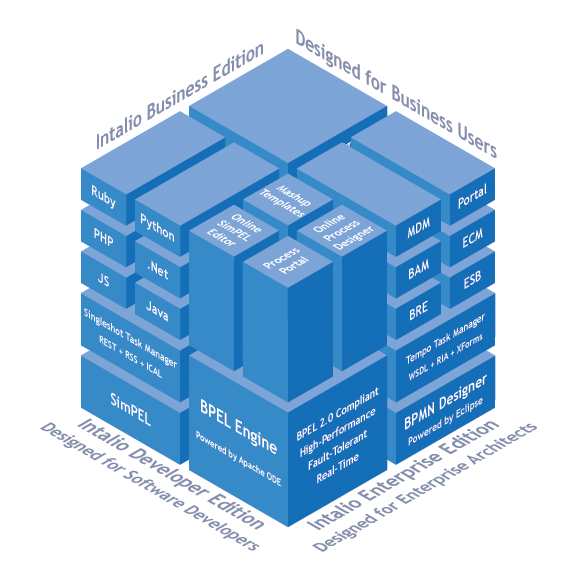 Intalio Business Edition
Designed for Business Users
Ruby
Python
PHP
.Net
JS
Java
Singleshot Task Manager
REST + RSS + ICAL
SimPEL
Mashup
Templates
Online
SimPEL
Editor
Online
Process
Designer
Process
Portal
Portal
MDM
ECM
BAM
ESB
BRE
Tempo Task Manager
WSDL + RIA + XForms
BPMN Designer
Powered by Eclipse
BPEL Engine
Powered by Apache ODE
BPEL 2.0 Compliant
High-Performance
Fault-Tolerant
Real-Time
Intalio Developer Edition
Designed for Software Developers
Intalio Enterprise Edition
Designed for Enterprise Architects